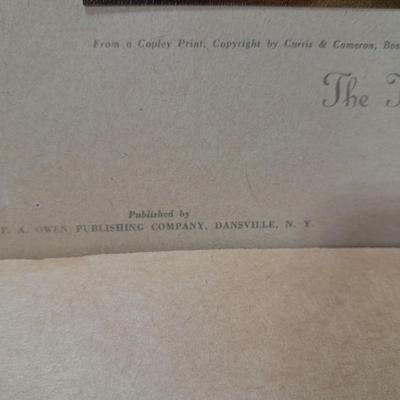 From a Copley Print, Copyright by Curtis & Cameron, Bos
The
Published by
F. A. OWEN PUBLISHING COMPANY, DANSVILLE, N. Y.